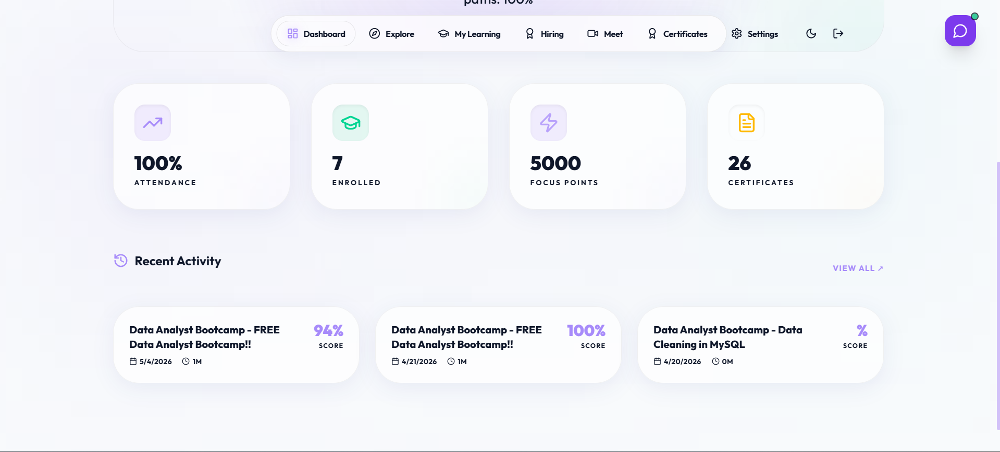 paths. 100%
Dashboard
Explore
My Learning
Hiring
Meet
Certificates
Settings
100%
ATTENDANCE
7
ENROLLED
5000
FOCUS POINTS
26
CERTIFICATES
Recent Activity
VIEW ALL ↗
Data Analyst Bootcamp - FREE
Data Analyst Bootcamp!!
94%
SCORE
5/4/2026 1M
Data Analyst Bootcamp - FREE
Data Analyst Bootcamp!!
100%
SCORE
4/21/2026 1M
Data Analyst Bootcamp - Data
Cleaning in MySQL
%
SCORE
4/20/2026 0M